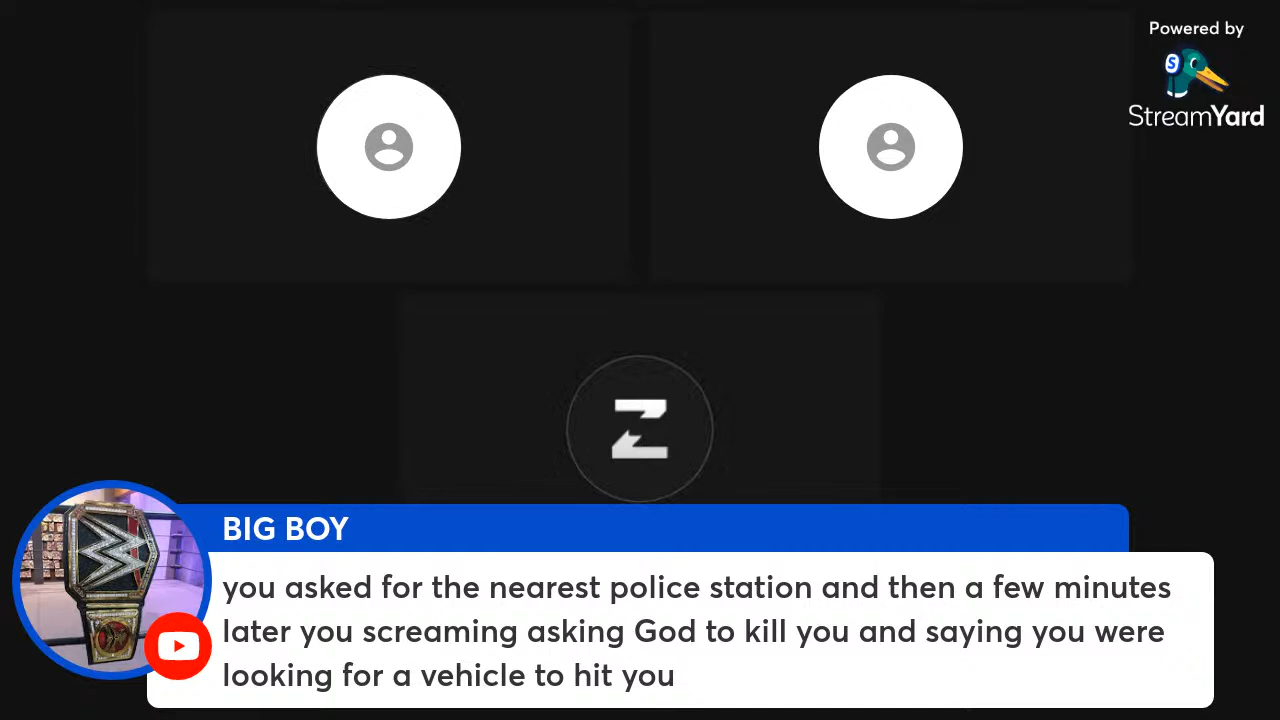 Powered by
StreamYard
BIG BOY
you asked for the nearest police station and then a few minutes
later you screaming asking God to kill you and saying you were
looking for a vehicle to hit you